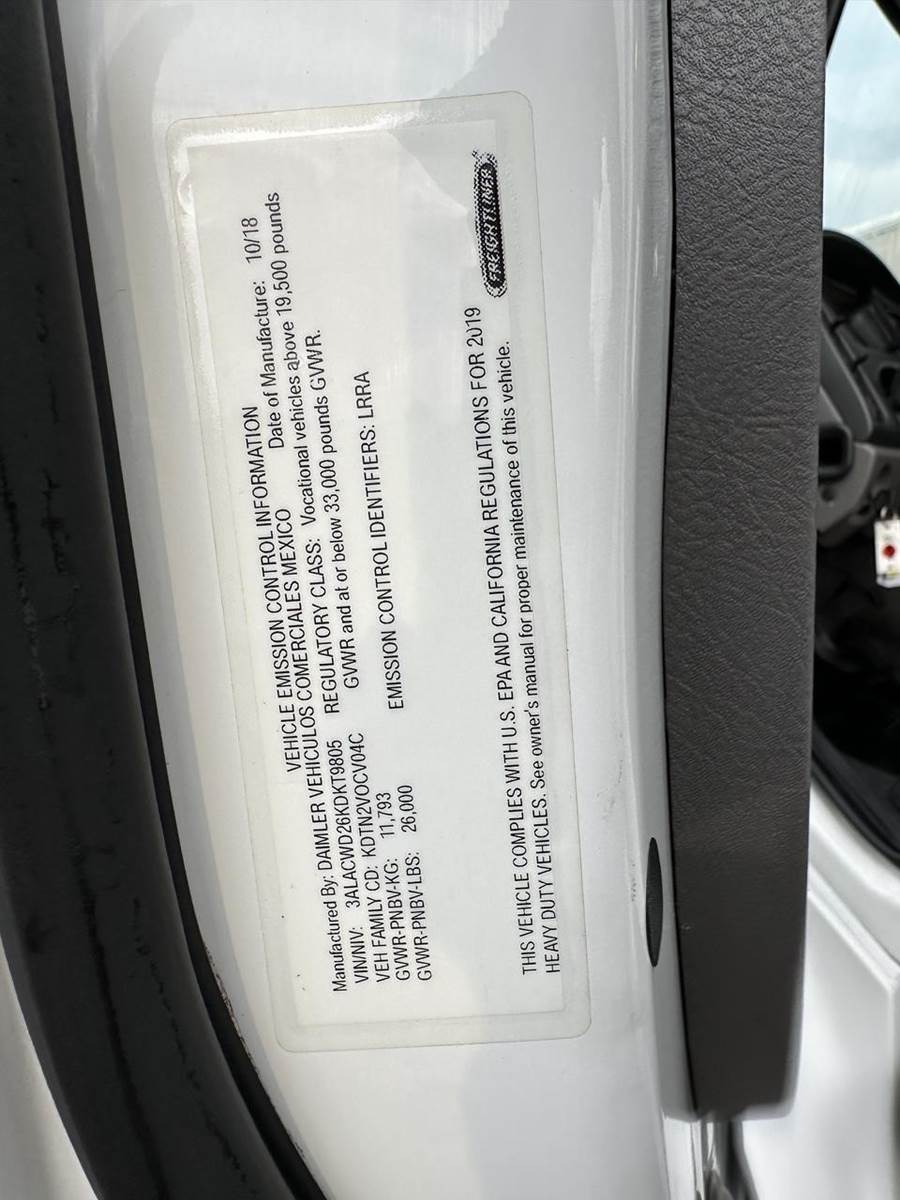 VEHICLE EMISSION CONTROL INFORMATION
Manufactured By: DAIMLER VEHICULOS COMERCIALES MEXICO Date of Manufacture: 10/18
VIN/NIV: 3ALACWD26KDKT9805 REGULATORY CLASS: Vocational vehicles above 19,500 pounds
VEH FAMILY CD: KDTN2VOCV04C GVWR and at or below 33,000 pounds GVWR.
GVWR-PNBV-KG: 11,793
GVWR-PNBV-LBS: 26,000 EMISSION CONTROL IDENTIFIERS: LRRA
THIS VEHICLE COMPLIES WITH U.S. EPA AND CALIFORNIA REGULATIONS FOR 2019
HEAVY DUTY VEHICLES. See owner's manual for proper maintenance of this vehicle.
FREIGHTLINER